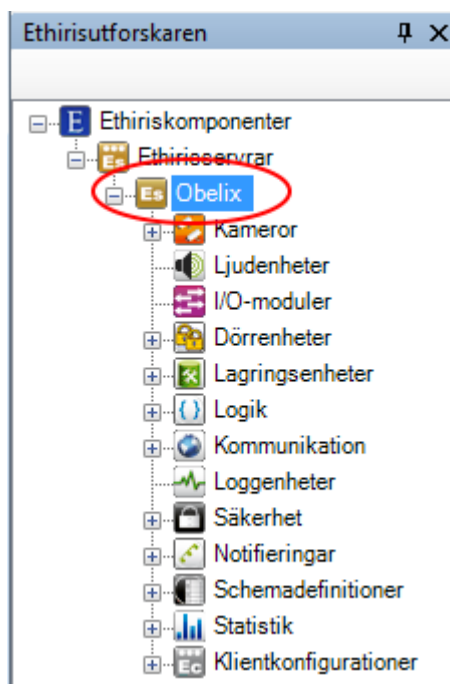 Ethirisutforskaren
Ethiriskomponenter
Ethirisservrar
Obelix
Kameror
Ljudenheter
I/O-moduler
Dörrenheter
Lagringsenheter
Logik
Kommunikation
Loggenheter
Säkerhet
Notifieringar
Schemadefinitioner
Statistik
Klientkonfigurationer